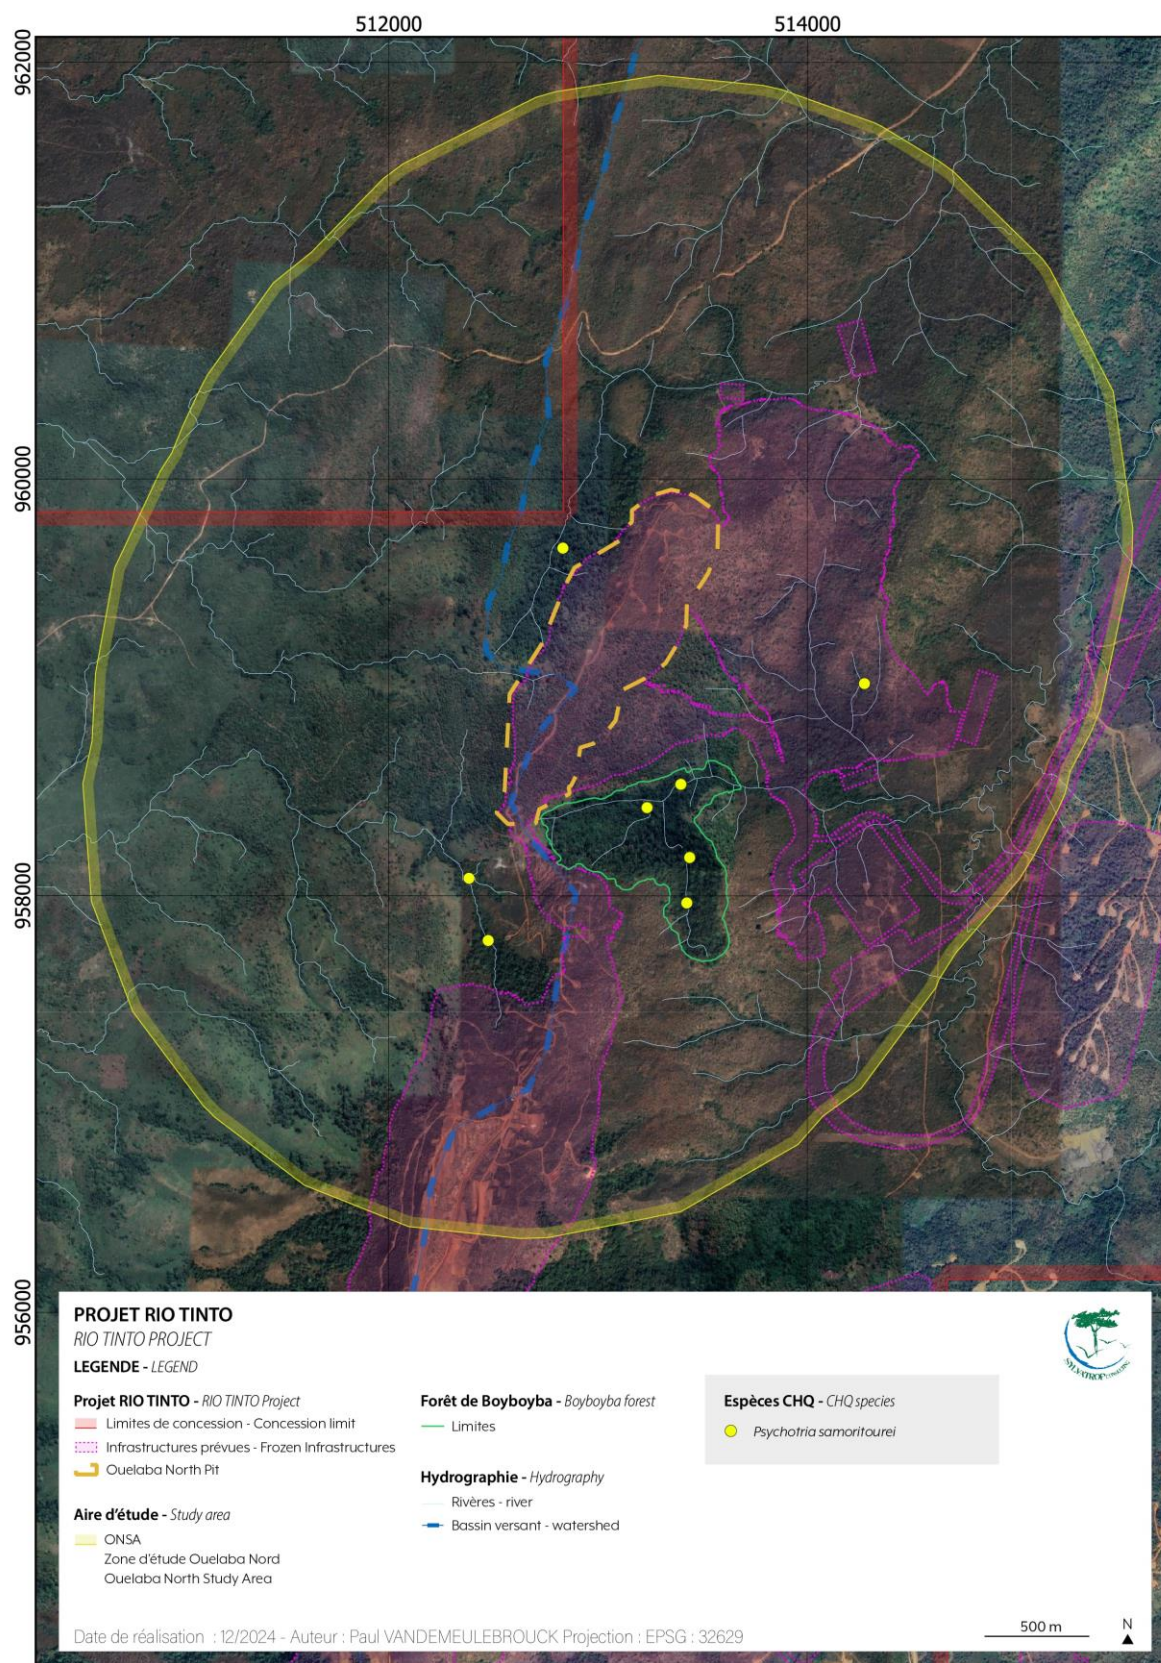 512000
514000
962000
960000
958000
956000
PROJET RIO TINTO
RIO TINTO PROJECT
LEGENDE - LEGEND
Projet RIO TINTO - RIO TINTO Project
Limites de concession - Concession limit
Infrastructures prévues - Frozen Infrastructures
Ouelaba North Pit
Aire d'étude - Study area
ONSA
Zone d'étude Ouelaba Nord
Ouelaba North Study Area
Forêt de Boyboyba - Boyboyba forest
Limites
Hydrographie - Hydrography
Rivères - river
Bassin versant - watershed
Espèces CHQ - CHQ species
Psychotria samoritourei
SYLVATROP CONSULTING
Date de réalisation : 12/2024 - Auteur : Paul VANDEMEULEBROUCK Projection : EPSG : 32629
500 m
N